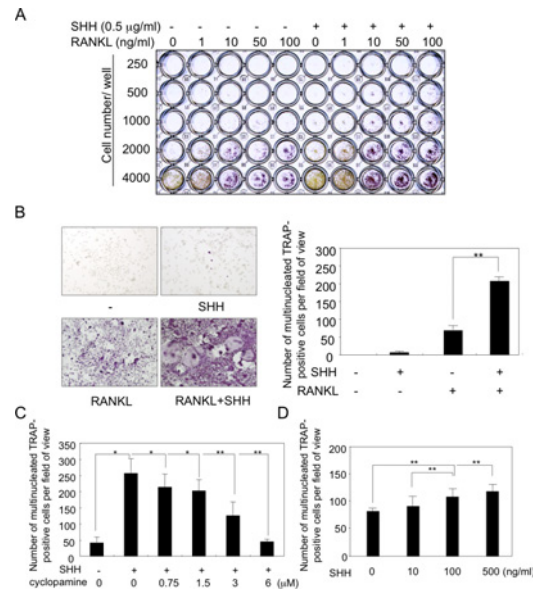 A
SHH (0.5 μg/ml) - - - - - + + + + +
RANKL (ng/ml) 0 1 10 50 100 0 1 10 50 100
Cell number/ well
250
500
1000
2000
4000
B
-
SHH
RANKL
RANKL+SHH
Number of multinucleated TRAP-
positive cells per field of view
300
250
200
150
100
50
0
**
SHH - + - +
RANKL - - + +
C
Number of multinucleated TRAP-
positive cells per field of view
350
300
250
200
150
100
50
0
* * * ** **
SHH - + + + + +
cyclopamine 0 0 0.75 1.5 3 6 (μM)
D
Number of multinucleated TRAP-
positive cells per field of view
200
150
100
50
0
** ** **
SHH 0 10 100 500 (ng/ml)